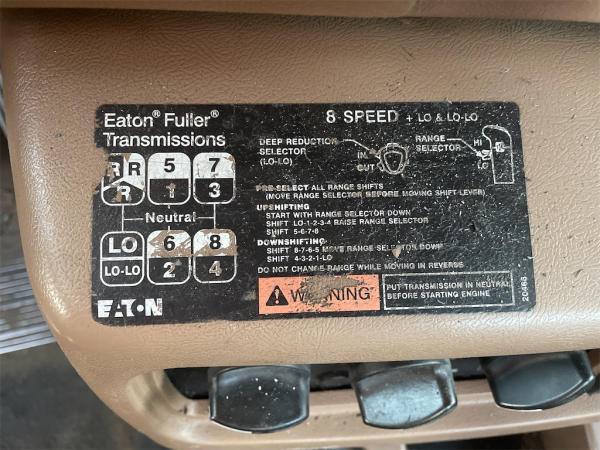 Eaton® Fuller®
Transmissions
8 SPEED + LO & LO-LO
DEEP REDUCTION
SELECTOR
(LO-LO)
IN
OUT
RANGE
SELECTOR
HI
LO
R R 5 7
R 1 3
Neutral
LO 6 8
LO-LO 2 4
PRE-SELECT ALL RANGE SHIFTS
(MOVE RANGE SELECTOR BEFORE MOVING SHIFT LEVER)
UPSHIFTING
START WITH RANGE SELECTOR DOWN
SHIFT LO-1-2-3-4 RAISE RANGE SELECTOR
SHIFT 5-6-7-8
DOWNSHIFTING
SHIFT 8-7-6-5 MOVE RANGE SELECTOR DOWN
SHIFT 4-3-2-1-LO
DO NOT CHANGE RANGE WHILE MOVING IN REVERSE
EATON
WARNING
PUT TRANSMISSION IN NEUTRAL
BEFORE STARTING ENGINE